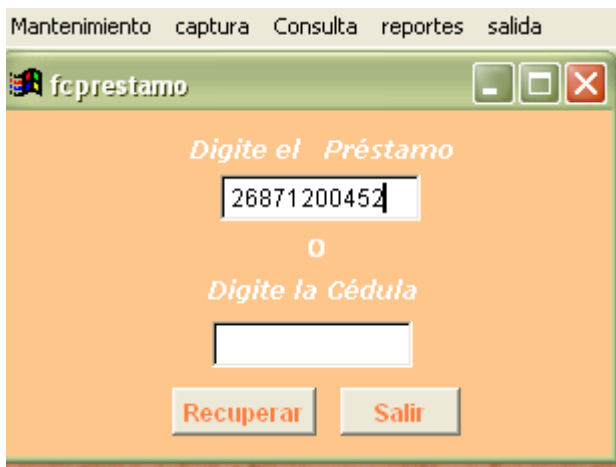 Mantenimiento captura Consulta reportes salida
fcprestamo
Digite el Préstamo
26871200452
O
Digite la Cédula
Recuperar Salir